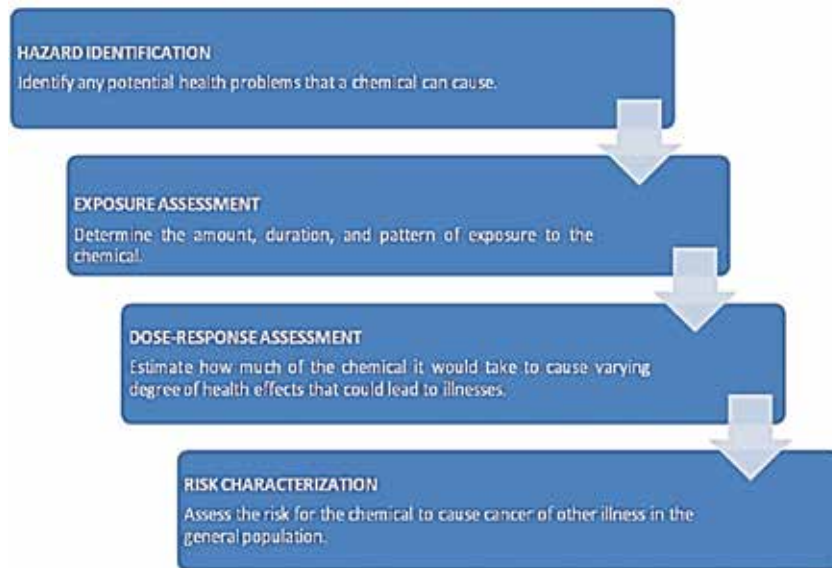 HAZARD IDENTIFICATION
Identify any potential health problems that a chemical can cause.
EXPOSURE ASSESSMENT
Determine the amount, duration, and pattern of exposure to the
chemical.
DOSE-RESPONSE ASSESSMENT
Estimate how much of the chemical it would take to cause varying
degree of health effects that could lead to illnesses.
RISK CHARACTERIZATION
Assess the risk for the chemical to cause cancer of other illness in the
general population.